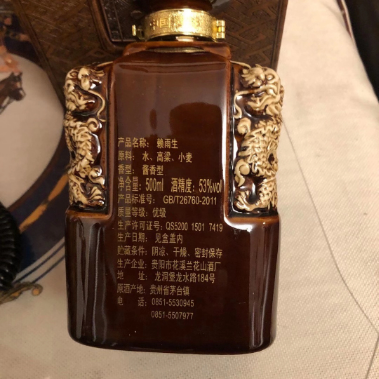 中国
产品名称： 赖雨生
原料： 水、高粱、小麦
香型： 酱香型
净含量：500ml 酒精度：53%vol
产品标准号：GB/T26760-2011
质量等级：优级
生产许可证号：QS5200 1501 7419
生产日期： 见盒盖内
贮藏条件：阴凉、干燥、密封保存
生产企业：贵阳市花溪兰花山酒厂
地 址：龙洞堡龙水路184号
原酒产地：贵州省茅台镇
电 话：0851-5530945
0851-5507977